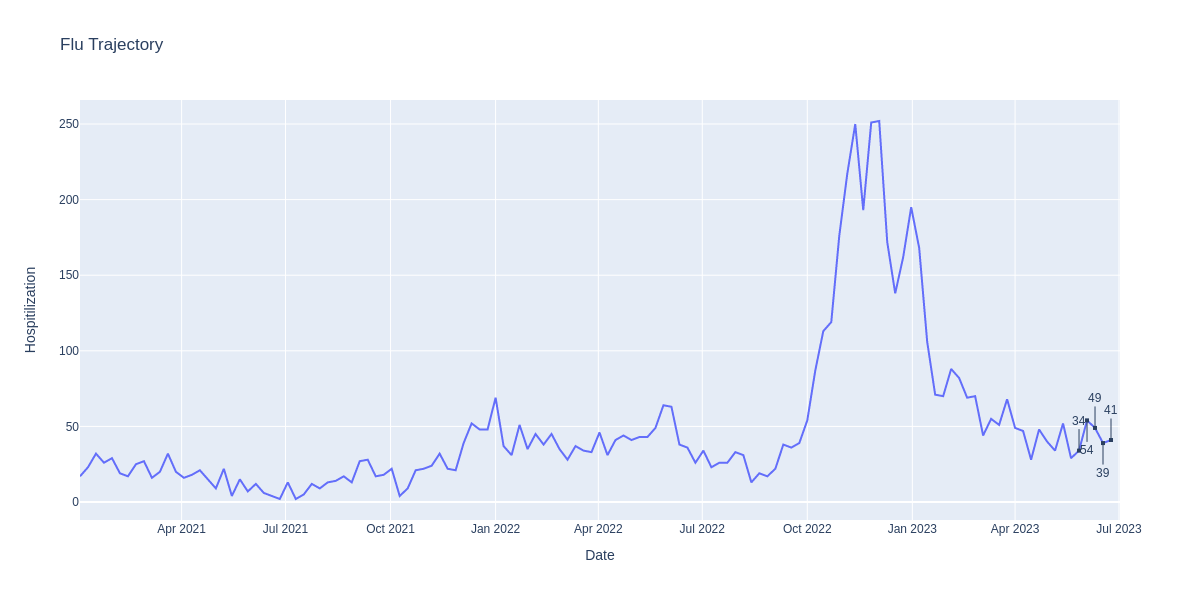 Flu Trajectory
Hospitilization
250
200
150
100
50
0
34
54
49
39
41
Apr 2021
Jul 2021
Oct 2021
Jan 2022
Apr 2022
Jul 2022
Oct 2022
Jan 2023
Apr 2023
Jul 2023
Date